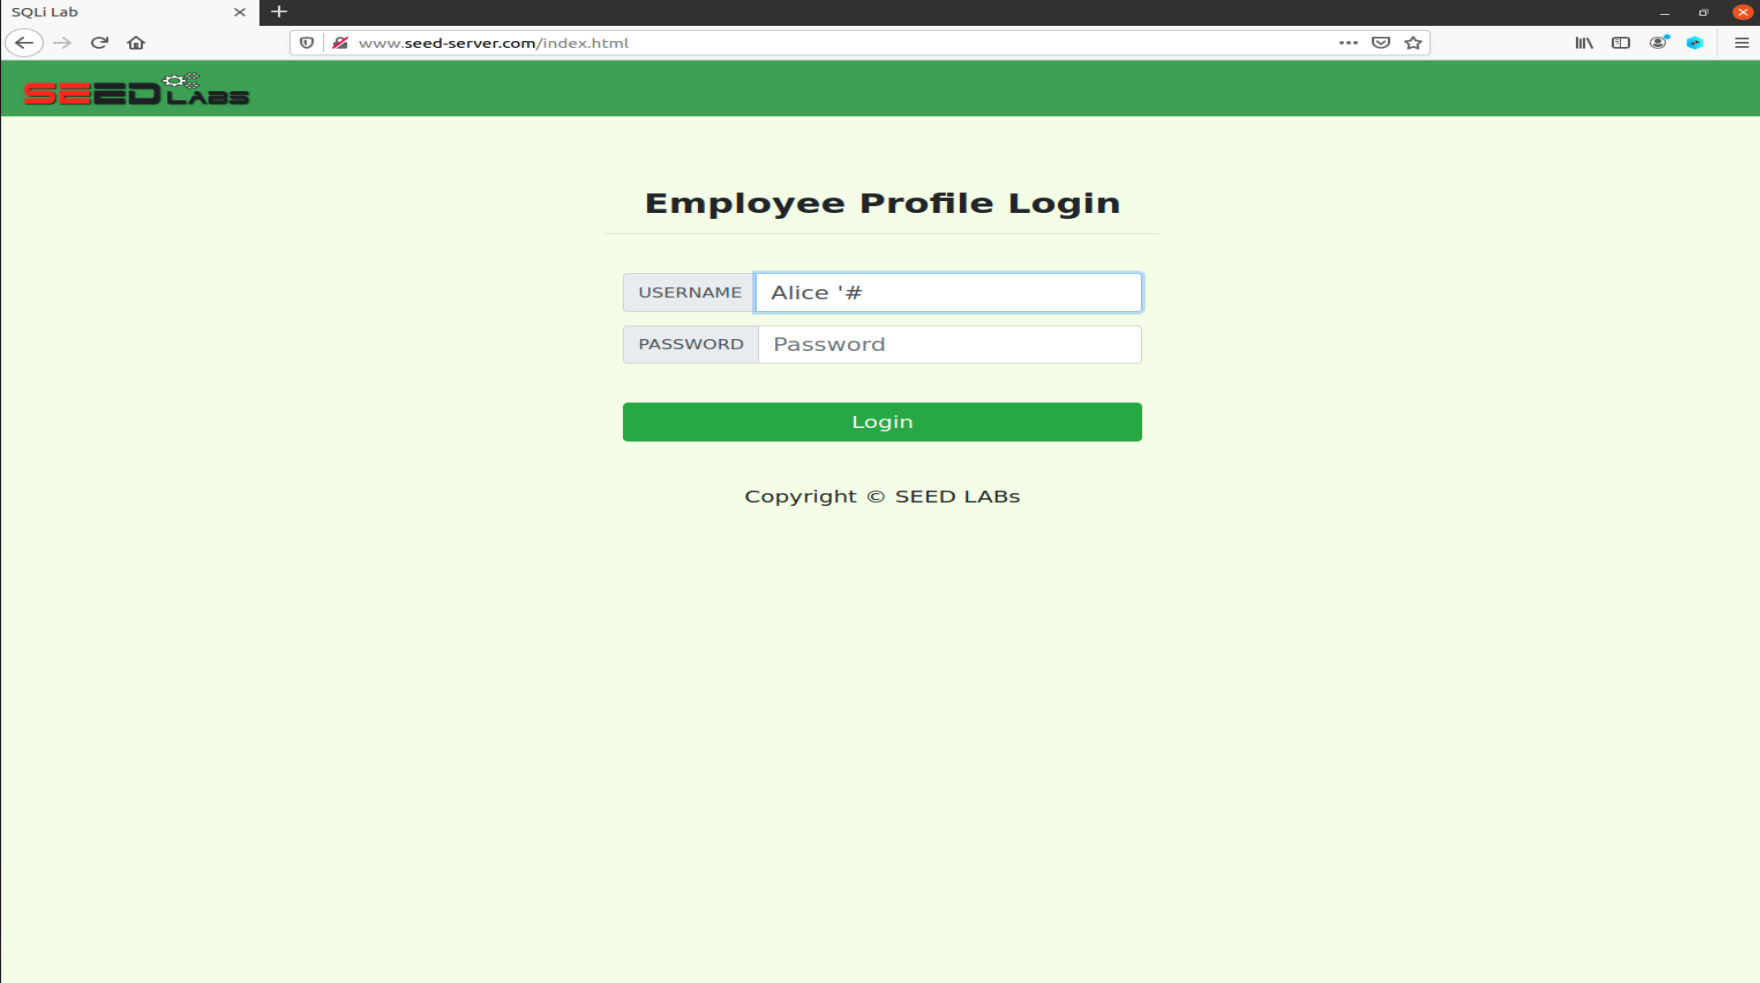 SQLi Lab
www.seed-server.com/index.html
SEED LABS
Employee Profile Login
USERNAME Alice '#
PASSWORD Password
Login
Copyright © SEED LABs